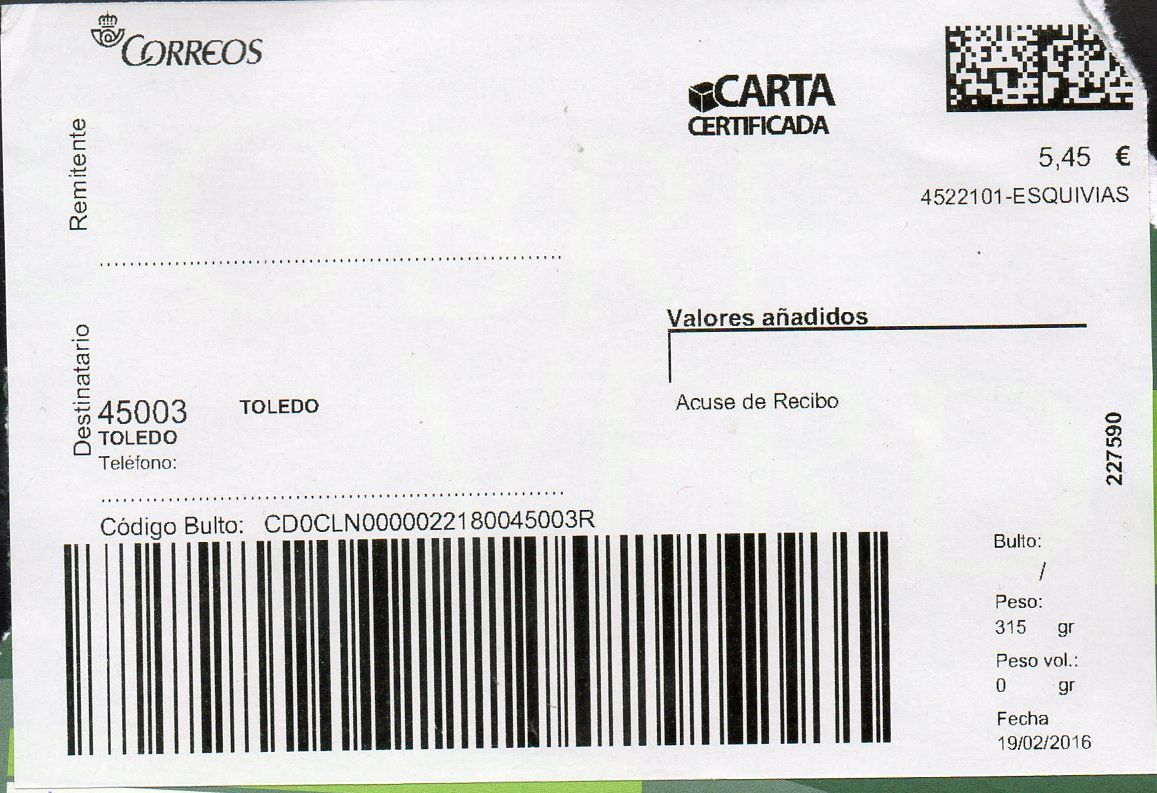 CORREOS
CARTA
CERTIFICADA
5,45 €
4522101-ESQUIVIAS
Remitente
Valores añadidos
Acuse de Recibo
Destinatario
45003 TOLEDO
TOLEDO
Teléfono:
227590
Código Bulto: CD0CLN0000022180045003R
Bulto:
/
Peso:
315 gr
Peso vol.:
0 gr
Fecha
19/02/2016